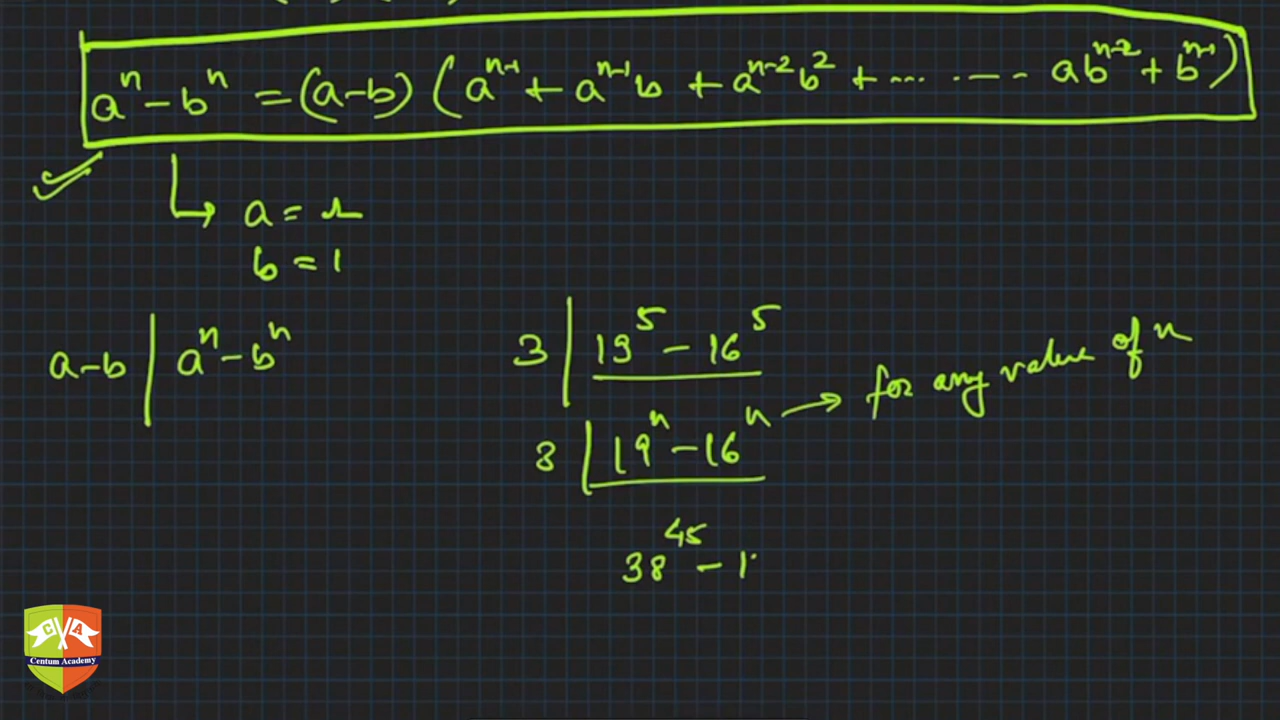 aⁿ - bⁿ = (a-b) (aⁿ⁻¹ + aⁿ⁻¹b + aⁿ⁻²b² + ... . --- abⁿ⁻² + bⁿ⁻¹)
a =
b = 1
a-b | aⁿ - bⁿ
3 | 19⁵ - 16⁵
3 | 19ⁿ - 16ⁿ → for any value of n
38⁴⁵ - 1
C A
Centum Academy